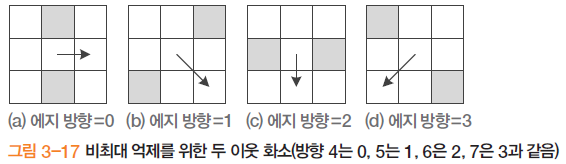 (a) 에지 방향=0 (b) 에지 방향=1 (c) 에지 방향=2 (d) 에지 방향=3
그림 3-17 비최대 억제를 위한 두 이웃 화소(방향 4는 0, 5는 1, 6은 2, 7은 3과 같음)